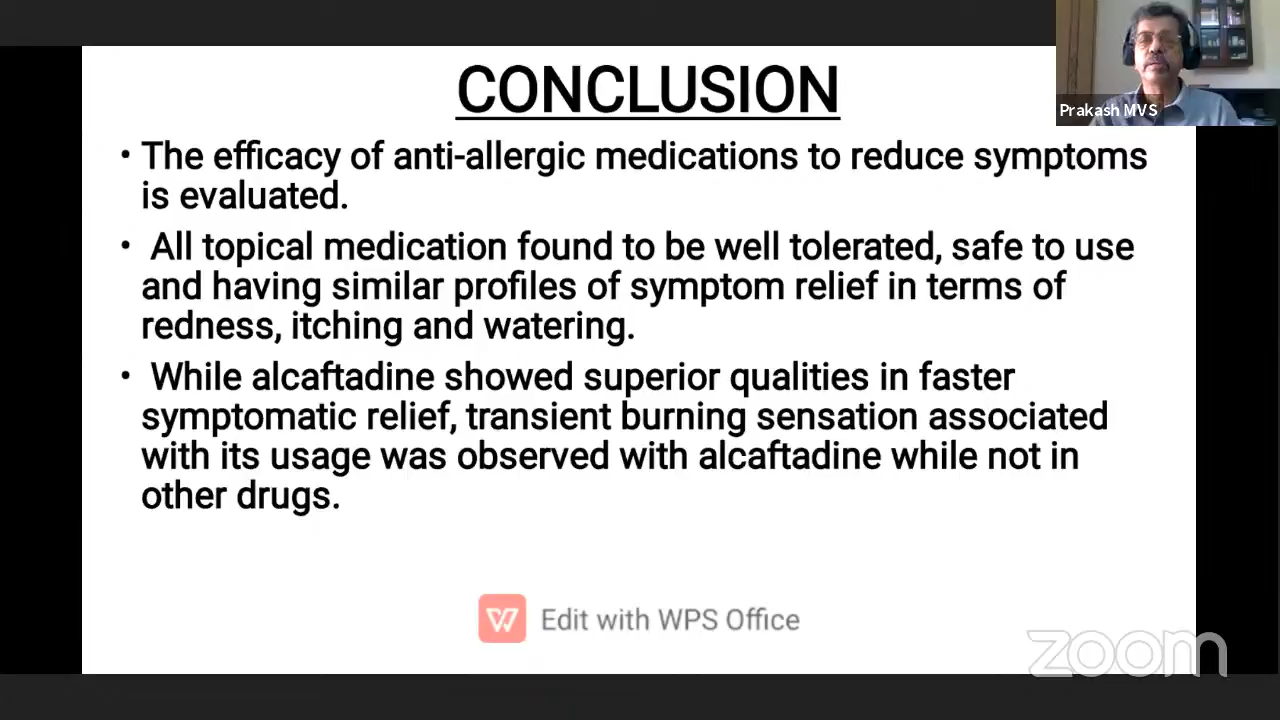 CONCLUSION
Prakash MVS
• The efficacy of anti-allergic medications to reduce symptoms
is evaluated.
• All topical medication found to be well tolerated, safe to use
and having similar profiles of symptom relief in terms of
redness, itching and watering.
• While alcaftadine showed superior qualities in faster
symptomatic relief, transient burning sensation associated
with its usage was observed with alcaftadine while not in
other drugs.
Edit with WPS Office
zoom